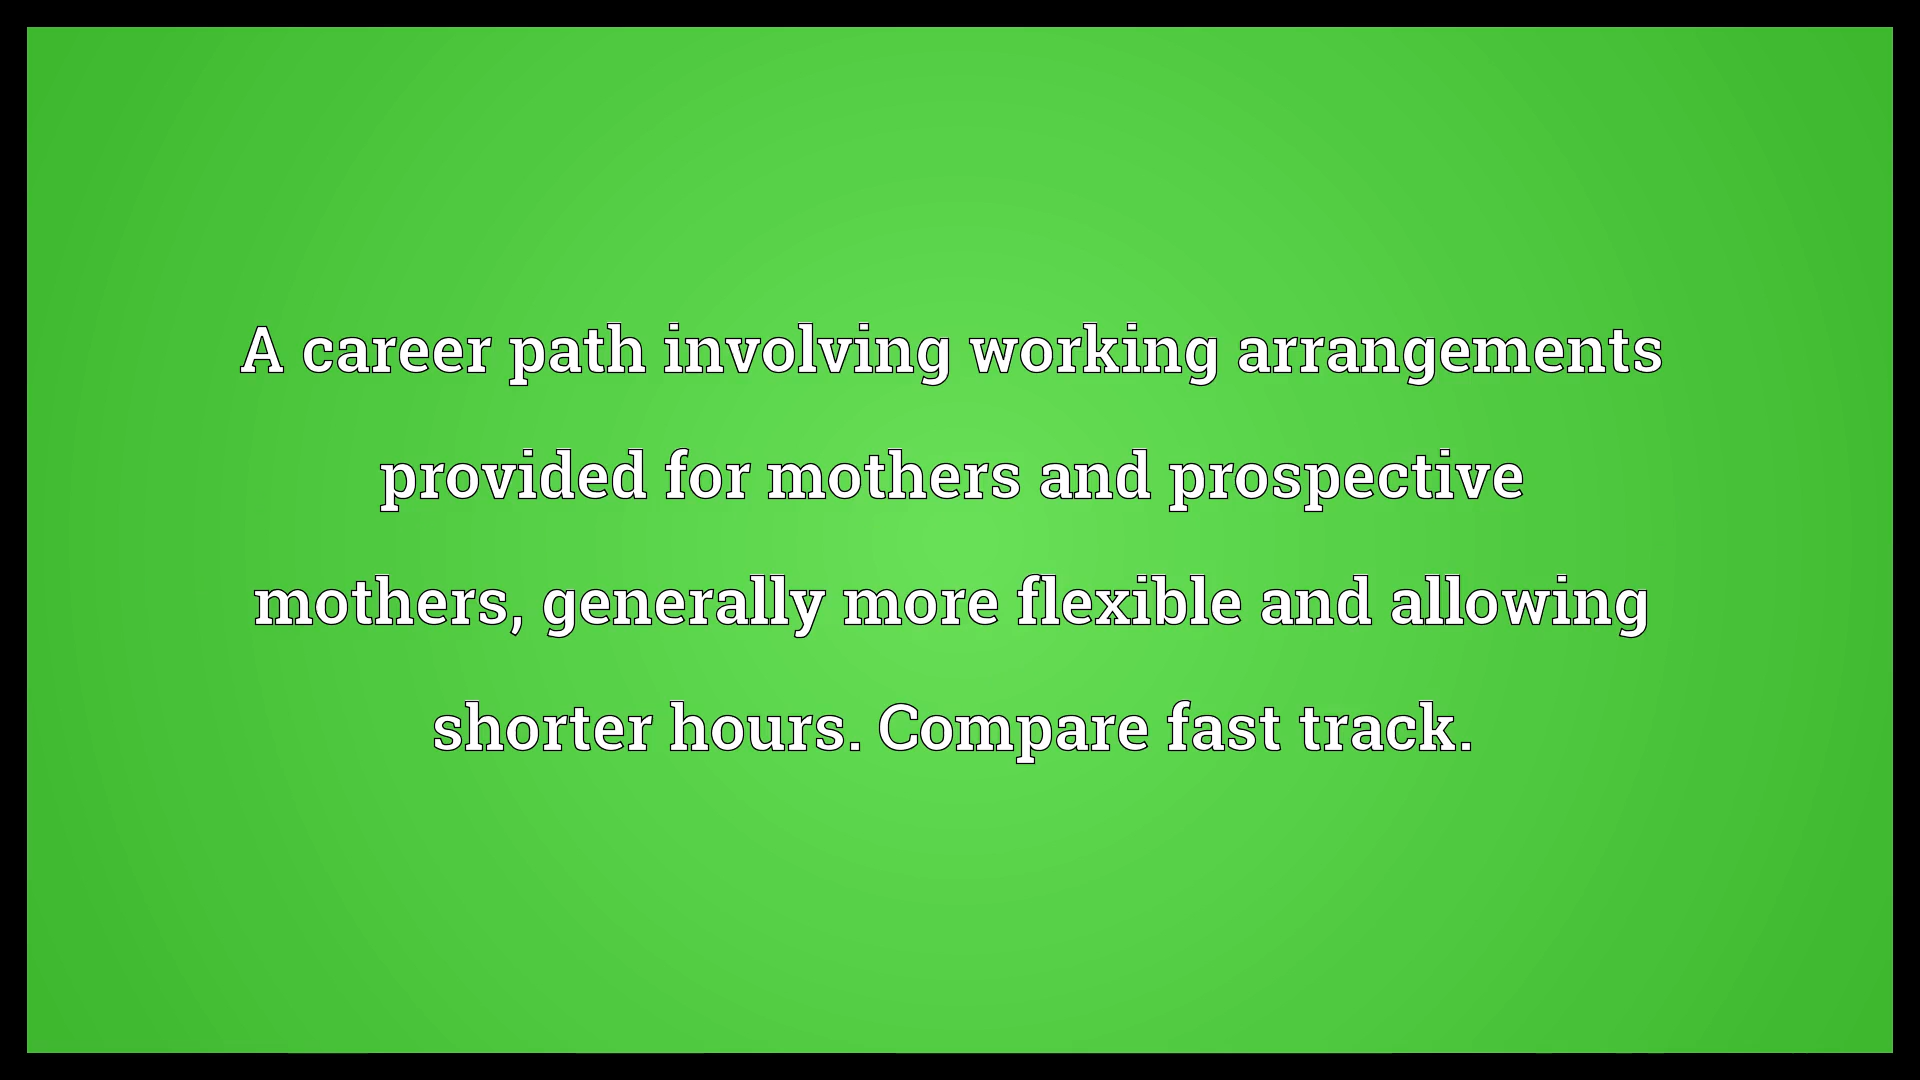 A career path involving working arrangements
provided for mothers and prospective
mothers, generally more flexible and allowing
shorter hours. Compare fast track.